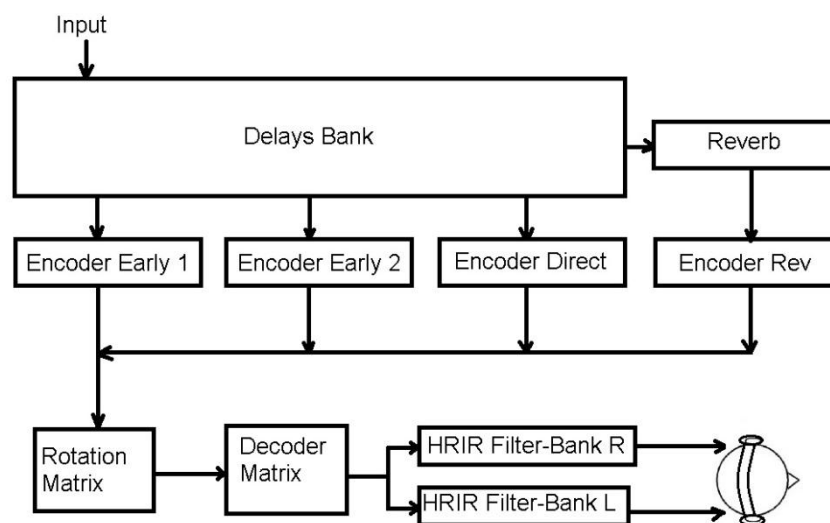 Input
Delays Bank
Reverb
Encoder Early 1
Encoder Early 2
Encoder Direct
Encoder Rev
Rotation
Matrix
Decoder
Matrix
HRIR Filter-Bank R
HRIR Filter-Bank L